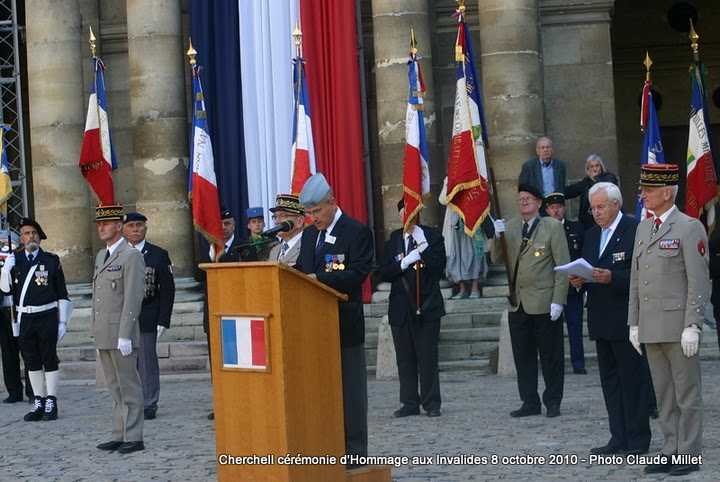 Cherchell cérémonie d'Hommage aux Invalides 8 octobre 2010 - Photo Claude Millet